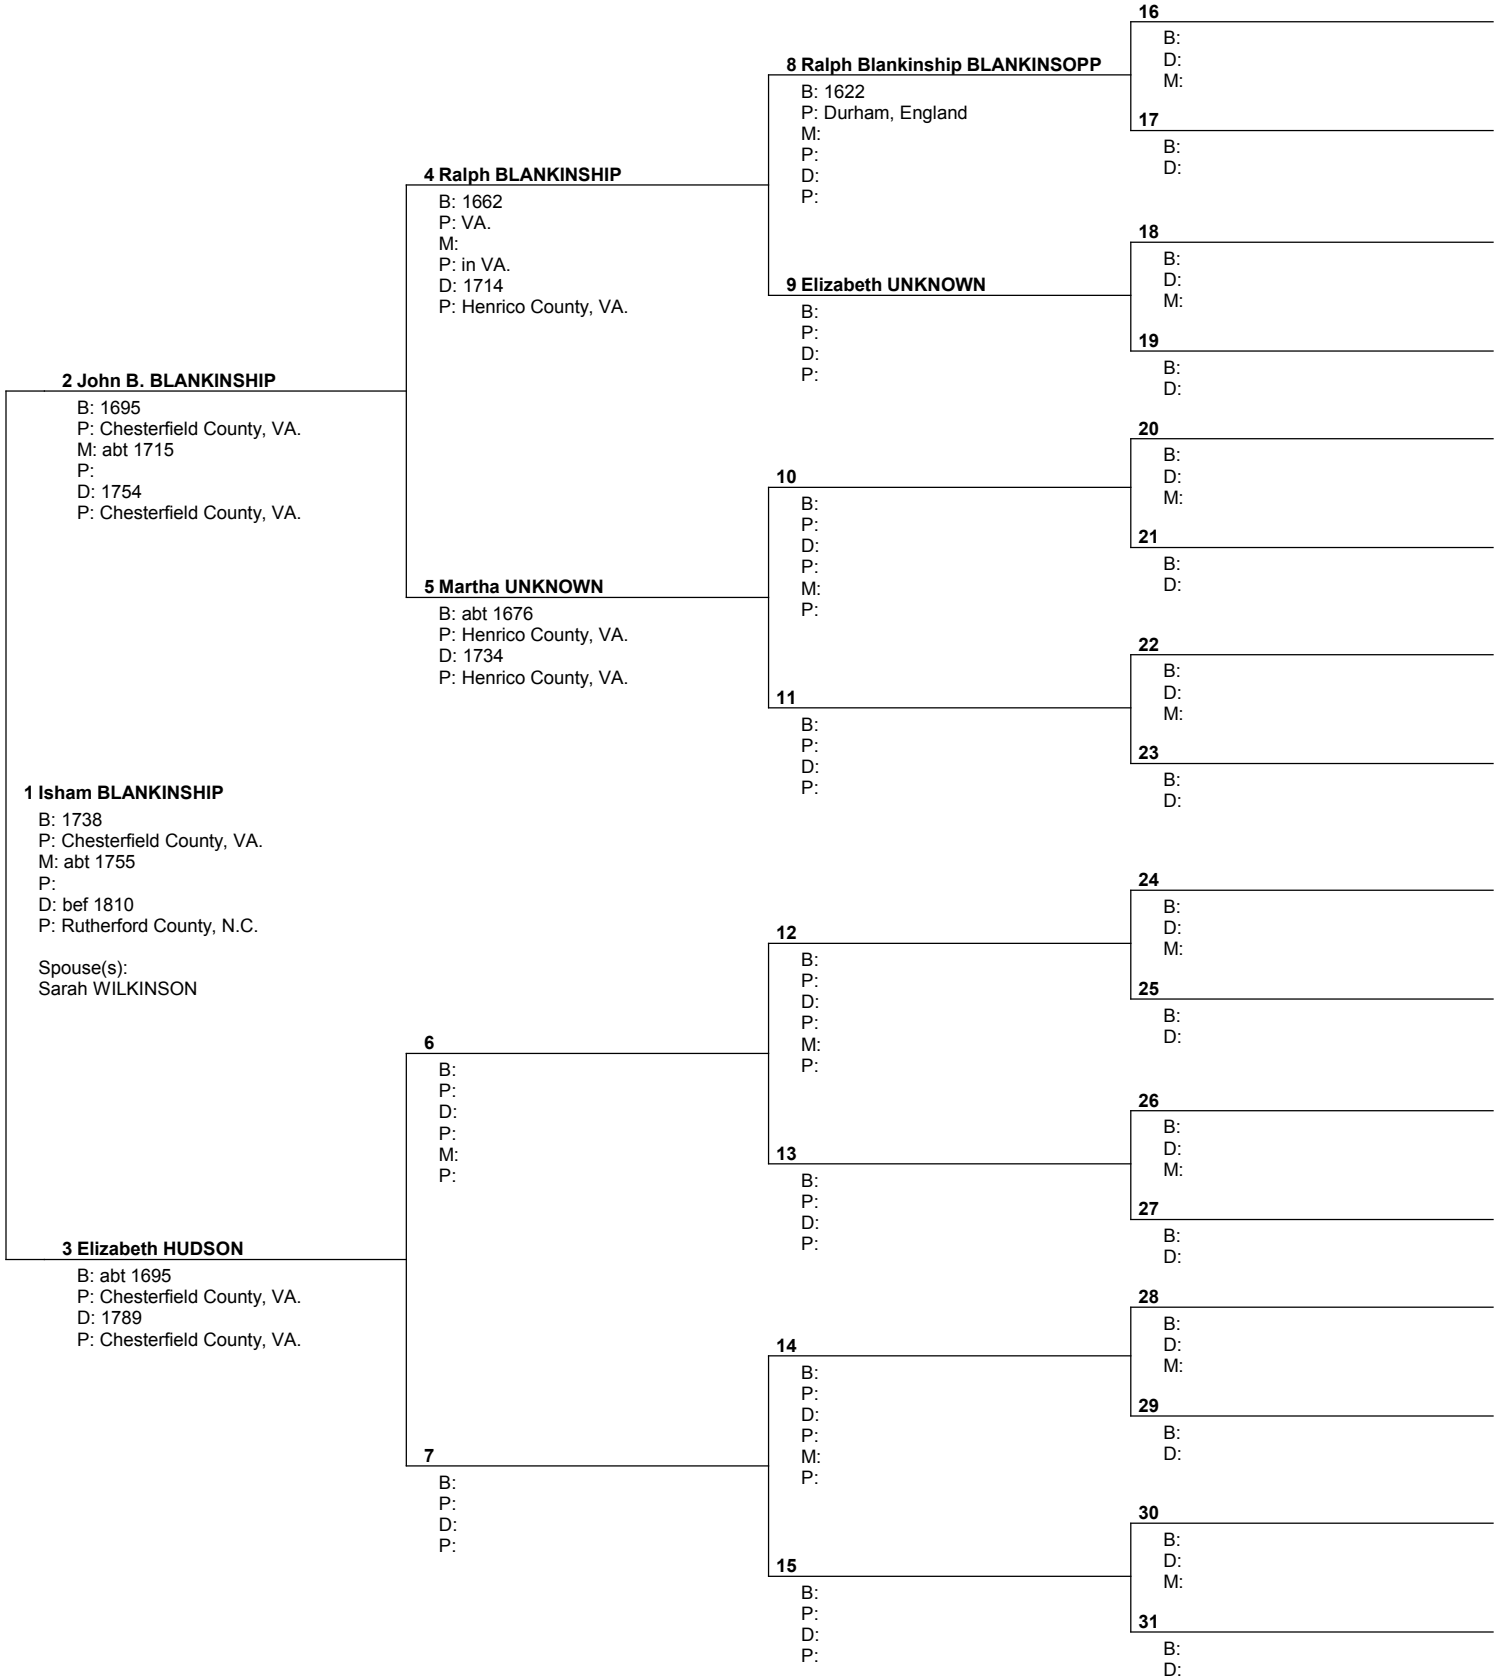 16
B:
D:
M:
8 Ralph Blankinship BLANKINSOPP
B: 1622
P: Durham, England
M:
P:
D:
P:
17
B:
D:
4 Ralph BLANKINSHIP
B: 1662
P: VA.
M:
P: in VA.
D: 1714
P: Henrico County, VA.
18
B:
D:
M:
9 Elizabeth UNKNOWN
B:
P:
D:
P:
19
B:
D:
2 John B. BLANKINSHIP
B: 1695
P: Chesterfield County, VA.
M: abt 1715
P:
D: 1754
P: Chesterfield County, VA.
20
B:
D:
M:
10
B:
P:
D:
P:
M:
P:
21
B:
D:
5 Martha UNKNOWN
B: abt 1676
P: Henrico County, VA.
D: 1734
P: Henrico County, VA.
22
B:
D:
M:
11
B:
P:
D:
P:
23
B:
D:
1 Isham BLANKINSHIP
B: 1738
P: Chesterfield County, VA.
M: abt 1755
P:
D: bef 1810
P: Rutherford County, N.C.
Spouse(s):
Sarah WILKINSON
24
B:
D:
M:
12
B:
P:
D:
P:
M:
P:
25
B:
D:
6
B:
P:
D:
P:
M:
P:
26
B:
D:
M:
13
B:
P:
D:
P:
27
B:
D:
3 Elizabeth HUDSON
B: abt 1695
P: Chesterfield County, VA.
D: 1789
P: Chesterfield County, VA.
28
B:
D:
M:
14
B:
P:
D:
P:
M:
P:
29
B:
D:
7
B:
P:
D:
P:
30
B:
D:
M:
15
B:
P:
D:
P:
31
B:
D: